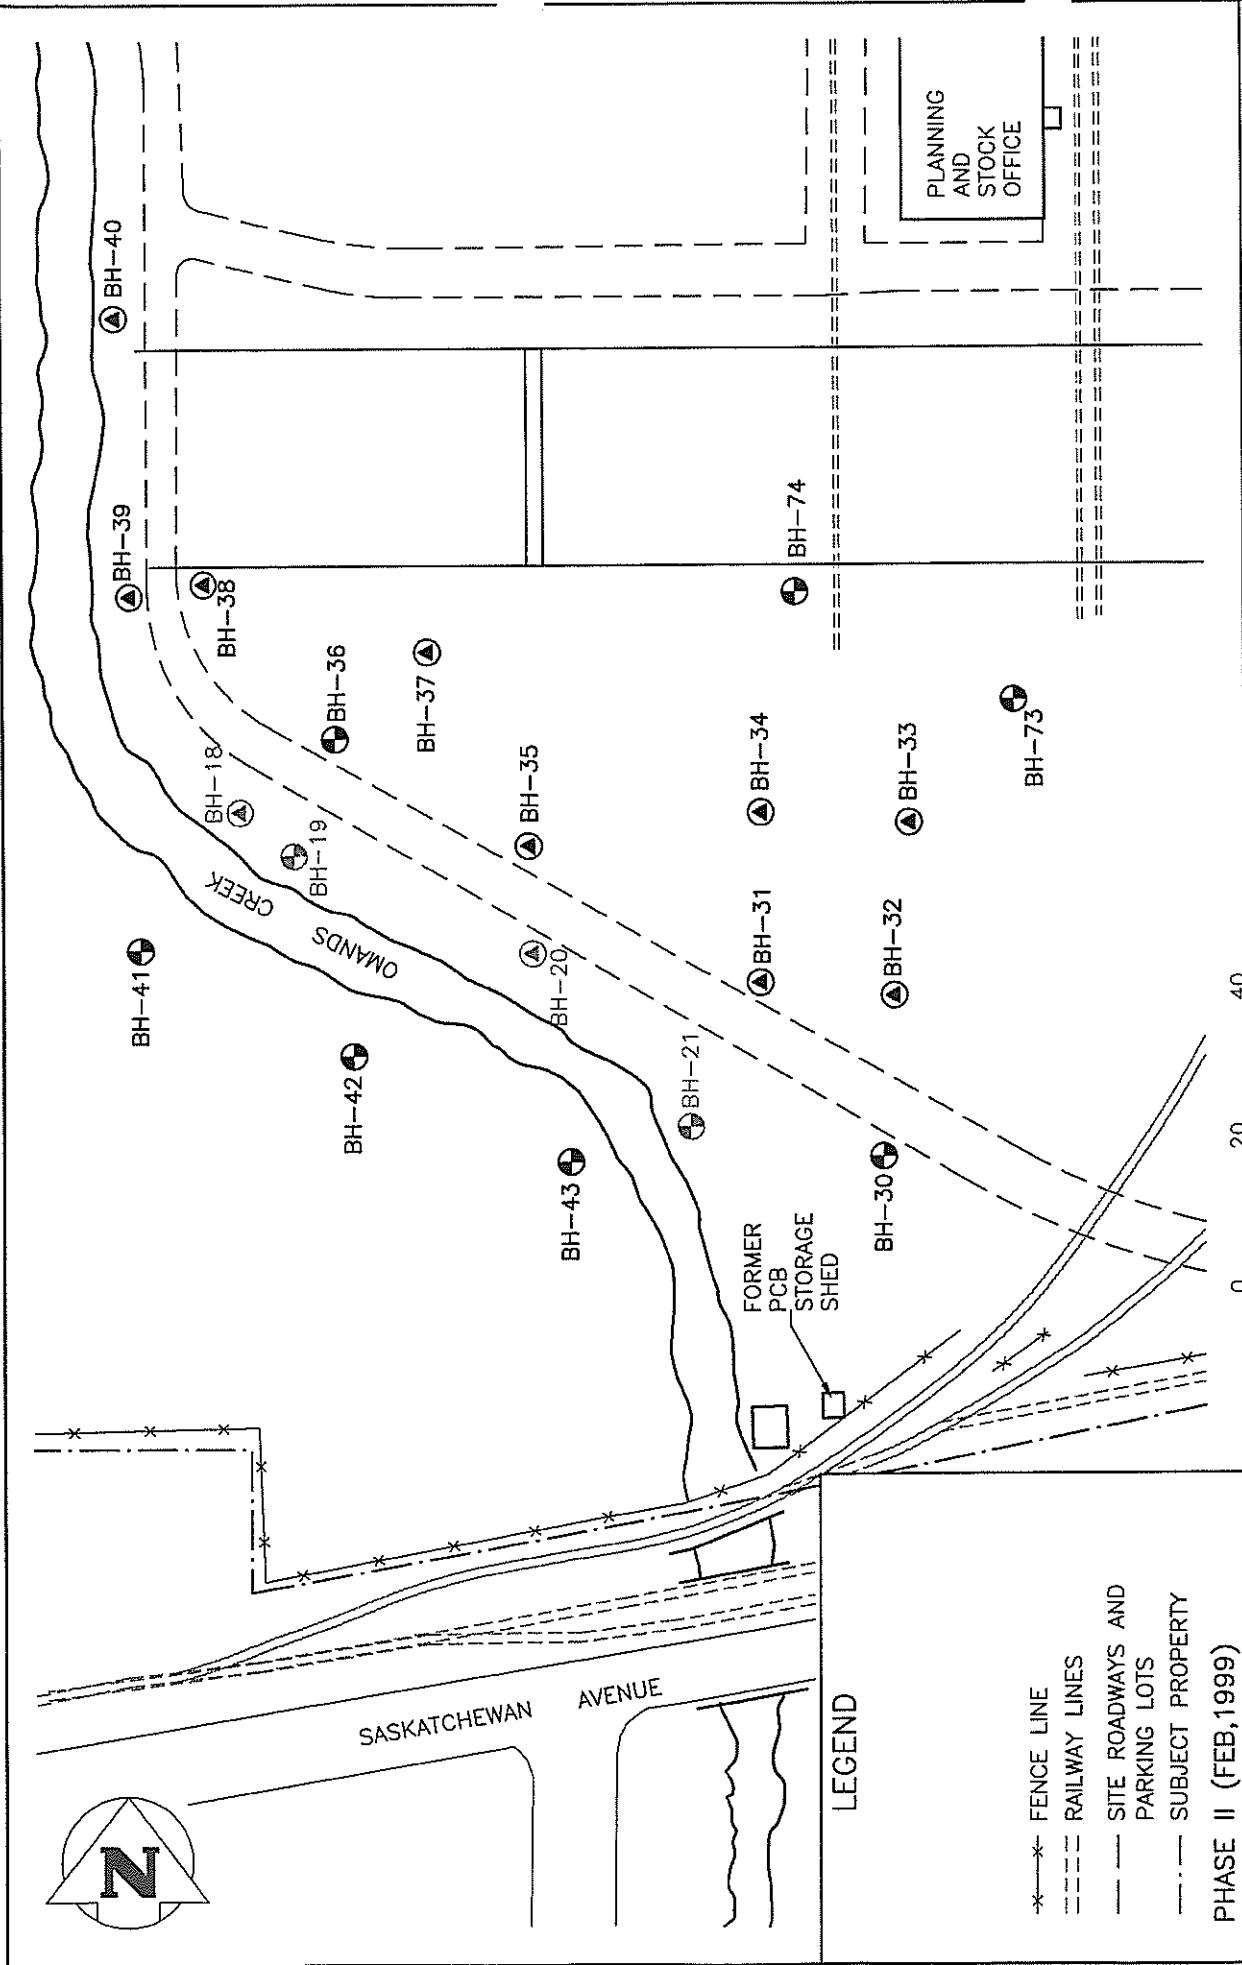 N
SASKATCHEWAN AVENUE
OMANDS CREEK
BH-18
BH-19
BH-20
BH-21
BH-30
BH-31
BH-32
BH-33
BH-34
BH-35
BH-36
BH-37
BH-38
BH-39
BH-40
BH-41
BH-42
BH-43
BH-73
BH-74
FORMER
PCB
STORAGE
SHED
PLANNING
AND
STOCK
OFFICE
LEGEND
FENCE LINE
RAILWAY LINES
SITE ROADWAYS AND
PARKING LOTS
SUBJECT PROPERTY
PHASE II (FEB,1999)
0 20 40